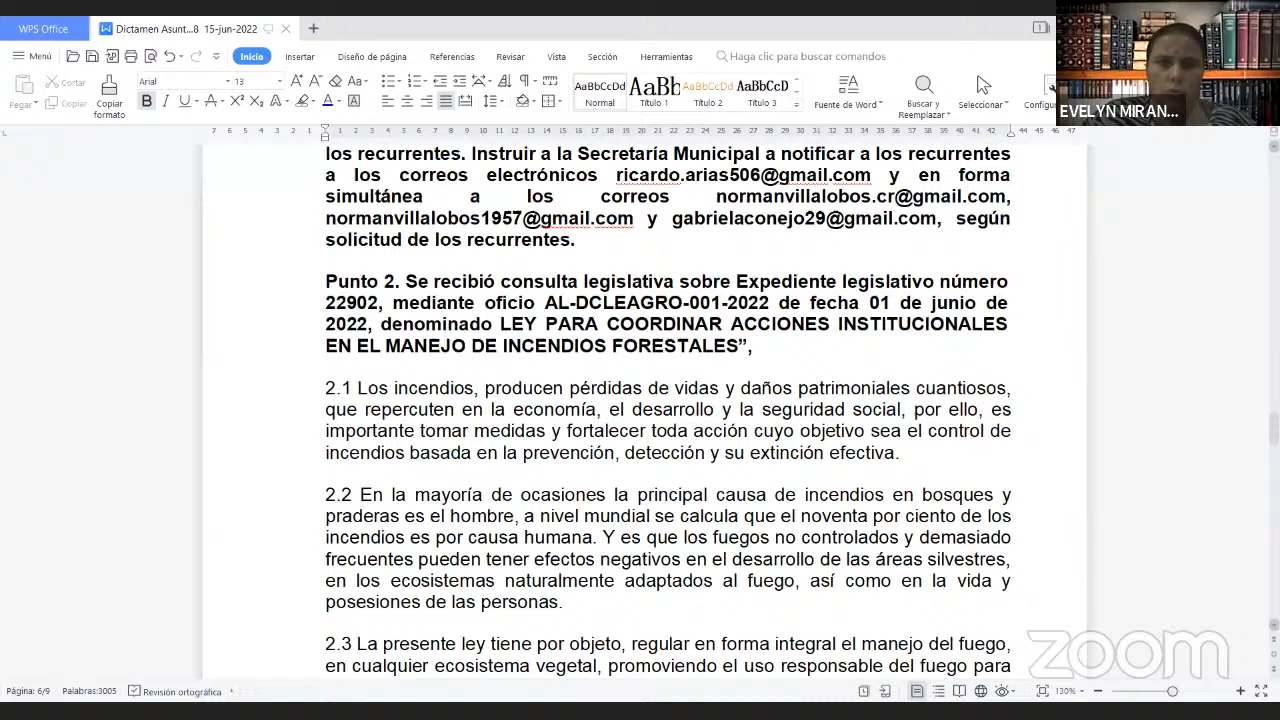 WPS Office
Dictamen Asunt...8 15-jun-2022
Menú
Inicio
Insertar
Diseño de página
Referencias
Vista
Sección
Herramientas
Haga clic para buscar comandos
Pegar
Cortar
Copiar
Copiar formato
Arial 13
AaBbCcDd AaBb AaBbCcDd AaBbCcD
Normal Título 1 Título 2 Título 3
Fuente de Word
Buscar y Reemplazar
Seleccionar
EVELYN MIRAN...
los recurrentes. Instruir a la Secretaría Municipal a notificar a los recurrentes
a los correos electrónicos ricardo.arias506@gmail.com y en forma
simultánea a los correos normanvillalobos.cr@gmail.com,
normanvillalobos1957@gmail.com y gabrielaconejo29@gmail.com, según
solicitud de los recurrentes.
Punto 2. Se recibió consulta legislativa sobre Expediente legislativo número
22902, mediante oficio AL-DCLEAGRO-001-2022 de fecha 01 de junio de
2022, denominado LEY PARA COORDINAR ACCIONES INSTITUCIONALES
EN EL MANEJO DE INCENDIOS FORESTALES”,
2.1 Los incendios, producen pérdidas de vidas y daños patrimoniales cuantiosos,
que repercuten en la economía, el desarrollo y la seguridad social, por ello, es
importante tomar medidas y fortalecer toda acción cuyo objetivo sea el control de
incendios basada en la prevención, detección y su extinción efectiva.
2.2 En la mayoría de ocasiones la principal causa de incendios en bosques y
praderas es el hombre, a nivel mundial se calcula que el noventa por ciento de los
incendios es por causa humana. Y es que los fuegos no controlados y demasiado
frecuentes pueden tener efectos negativos en el desarrollo de las áreas silvestres,
en los ecosistemas naturalmente adaptados al fuego, así como en la vida y
posesiones de las personas.
2.3 La presente ley tiene por objeto, regular en forma integral el manejo del fuego,
en cualquier ecosistema vegetal, promoviendo el uso responsable del fuego para
zoom
Página: 6/9 Palabras:3005 Revisión ortográfica
130%